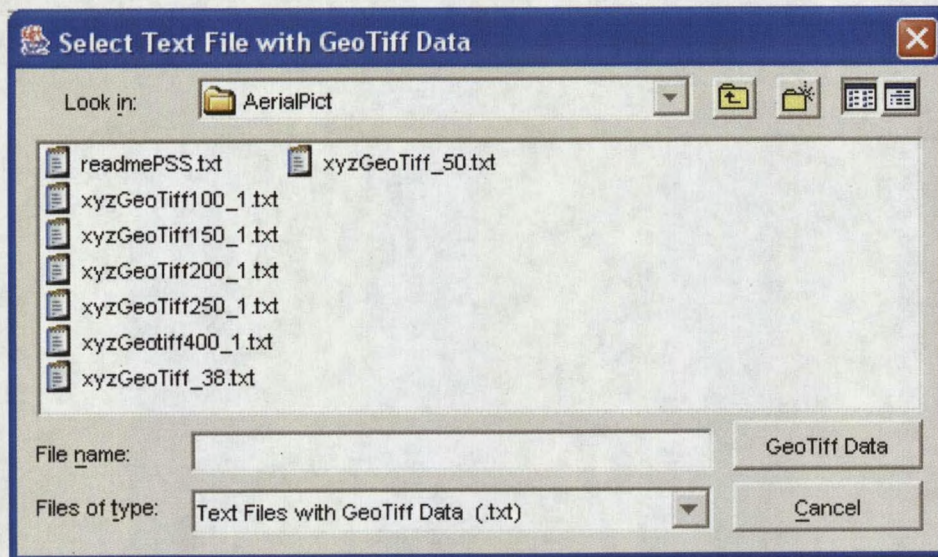 Select Text File with GeoTiff Data
Look in:
AerialPict
readmePSS.txt
xyzGeoTiff100_1.txt
xyzGeoTiff150_1.txt
xyzGeoTiff200_1.txt
xyzGeoTiff250_1.txt
xyzGeotiff400_1.txt
xyzGeoTiff_38.txt
xyzGeoTiff_50.txt
File name:
GeoTiff Data
Files of type:
Text Files with GeoTiff Data (.txt)
Cancel